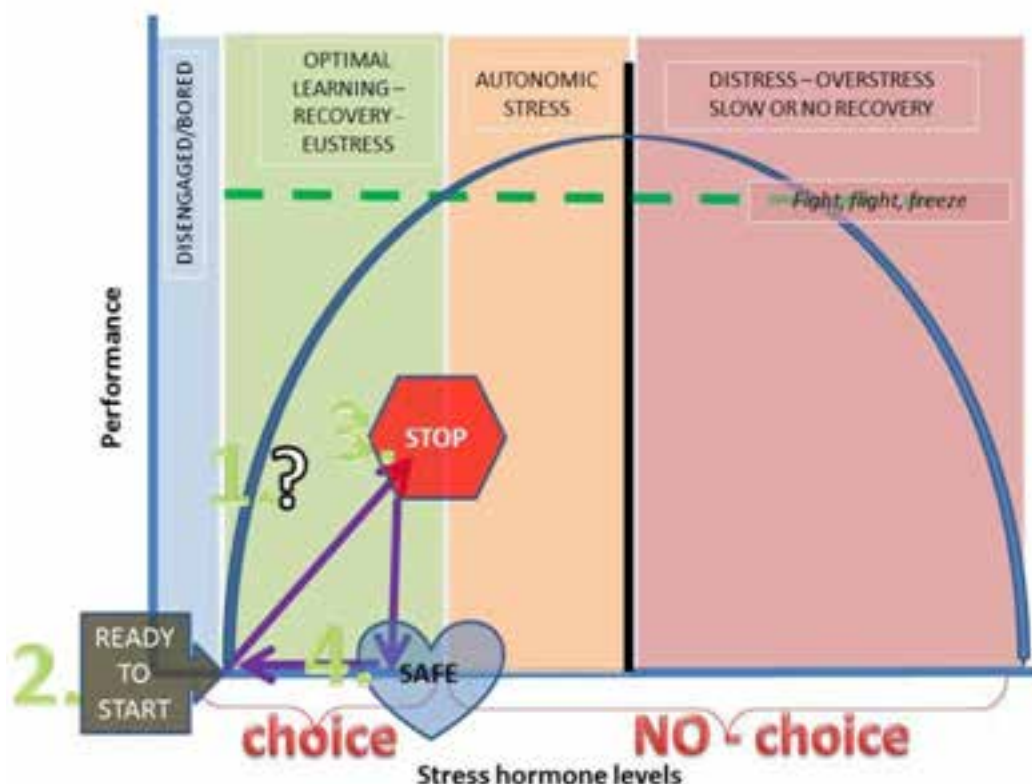 DISENGAGED/BORED
OPTIMAL
LEARNING –
RECOVERY -
EUSTRESS
AUTONOMIC
STRESS
DISTRESS – OVERSTRESS
SLOW OR NO RECOVERY
Fight, flight, freeze
Performance
1.?
3.
STOP
2.
READY
TO
START
4.
SAFE
choice
NO - choice
Stress hormone levels